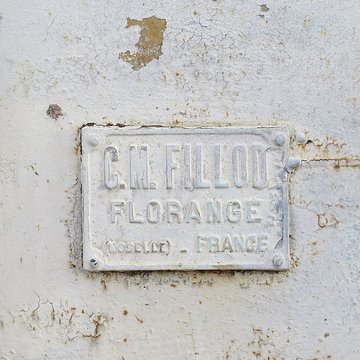 C.M. FILLOD
FLORANGE
(MOSELLE) - FRANCE